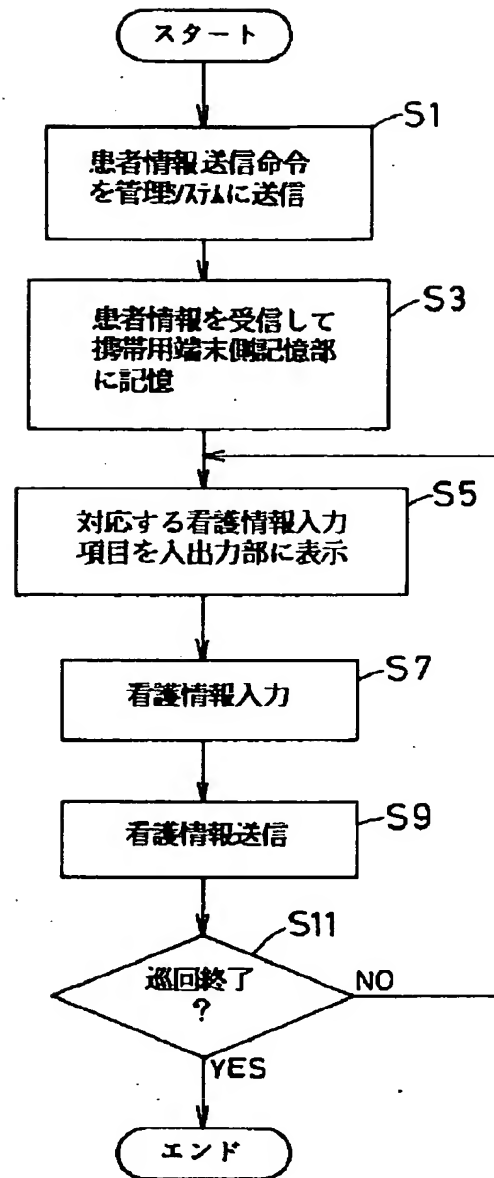 スタート
S1
患者情報送信命令
を管理システムに送信
S3
患者情報を受信して
携帯用端末側記憶部
に記憶
S5
対応する看護情報入力
項目を入出力部に表示
S7
看護情報入力
S9
看護情報送信
S11
巡回終了
?
NO
YES
エンド